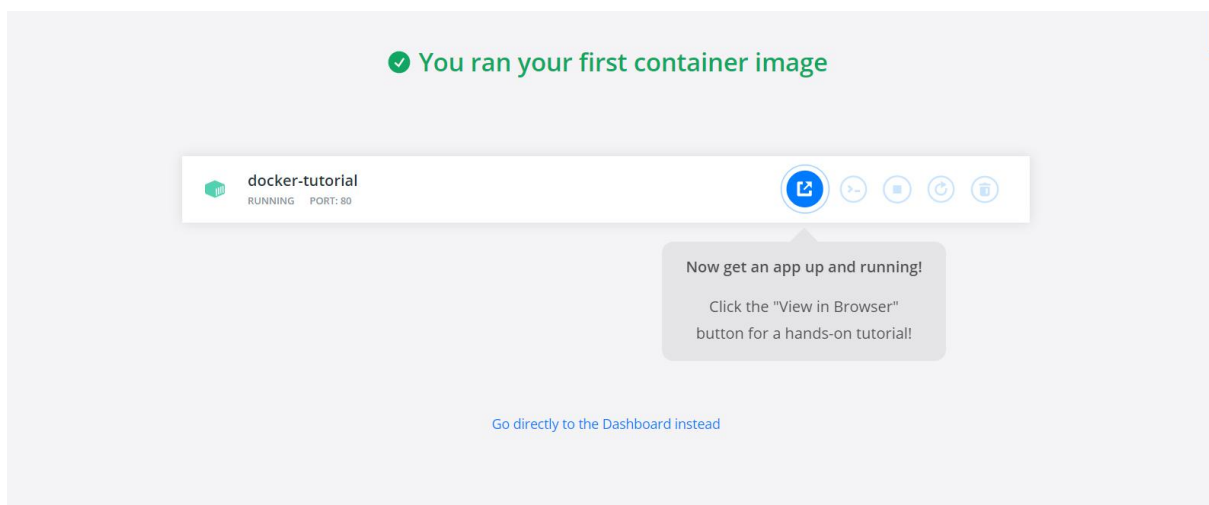 You ran your first container image
docker-tutorial
RUNNING PORT: 80
Now get an app up and running!
Click the "View in Browser"
button for a hands-on tutorial!
Go directly to the Dashboard instead